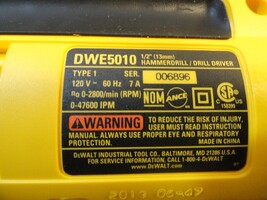 DWE5010 1/2" (13mm)
HAMMERDRILL / DRILL DRIVER
TYPE 1 SER. 006896
120 V~ 60 Hz 7 A
n0 0-2800/min (RPM)
0-47600 IPM
NOM ANCE
WARNING TO REDUCE THE RISK OF INJURY,
USER MUST READ INSTRUCTION
MANUAL. ALWAYS USE PROPER EYE AND RESPIRATORY
PROTECTION. MADE IN CHINA
DEWALT INDUSTRIAL TOOL CO., BALTIMORE, MD 21286 U.S.A.
FOR SERVICE INFORMATION, CALL 1-800-4-DEWALT